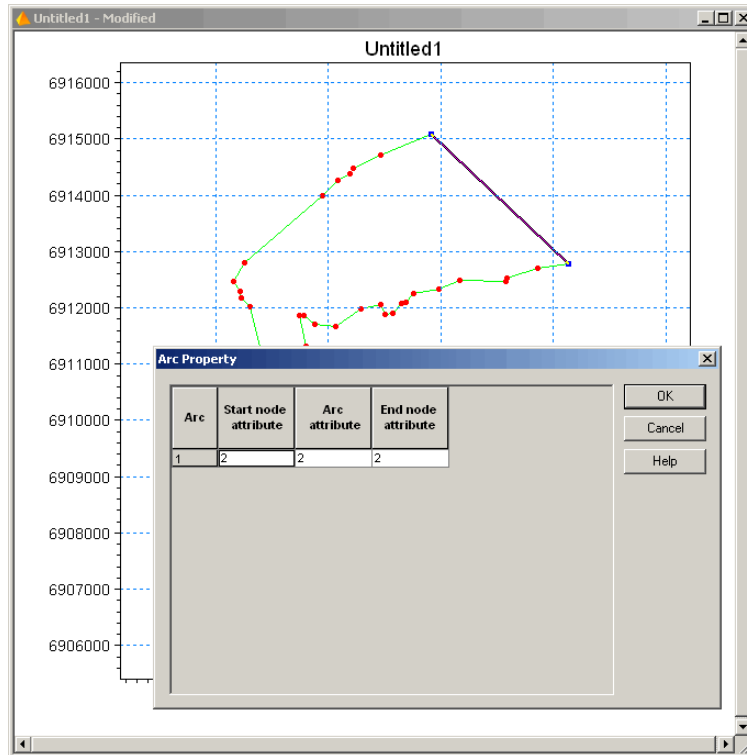 Untitled1 - Modified
Untitled1
6916000
6915000
6914000
6913000
6912000
6911000
6910000
6909000
6908000
6907000
6906000
Arc Property
Arc
Start node attribute
Arc attribute
End node attribute
1 2 2 2
OK
Cancel
Help